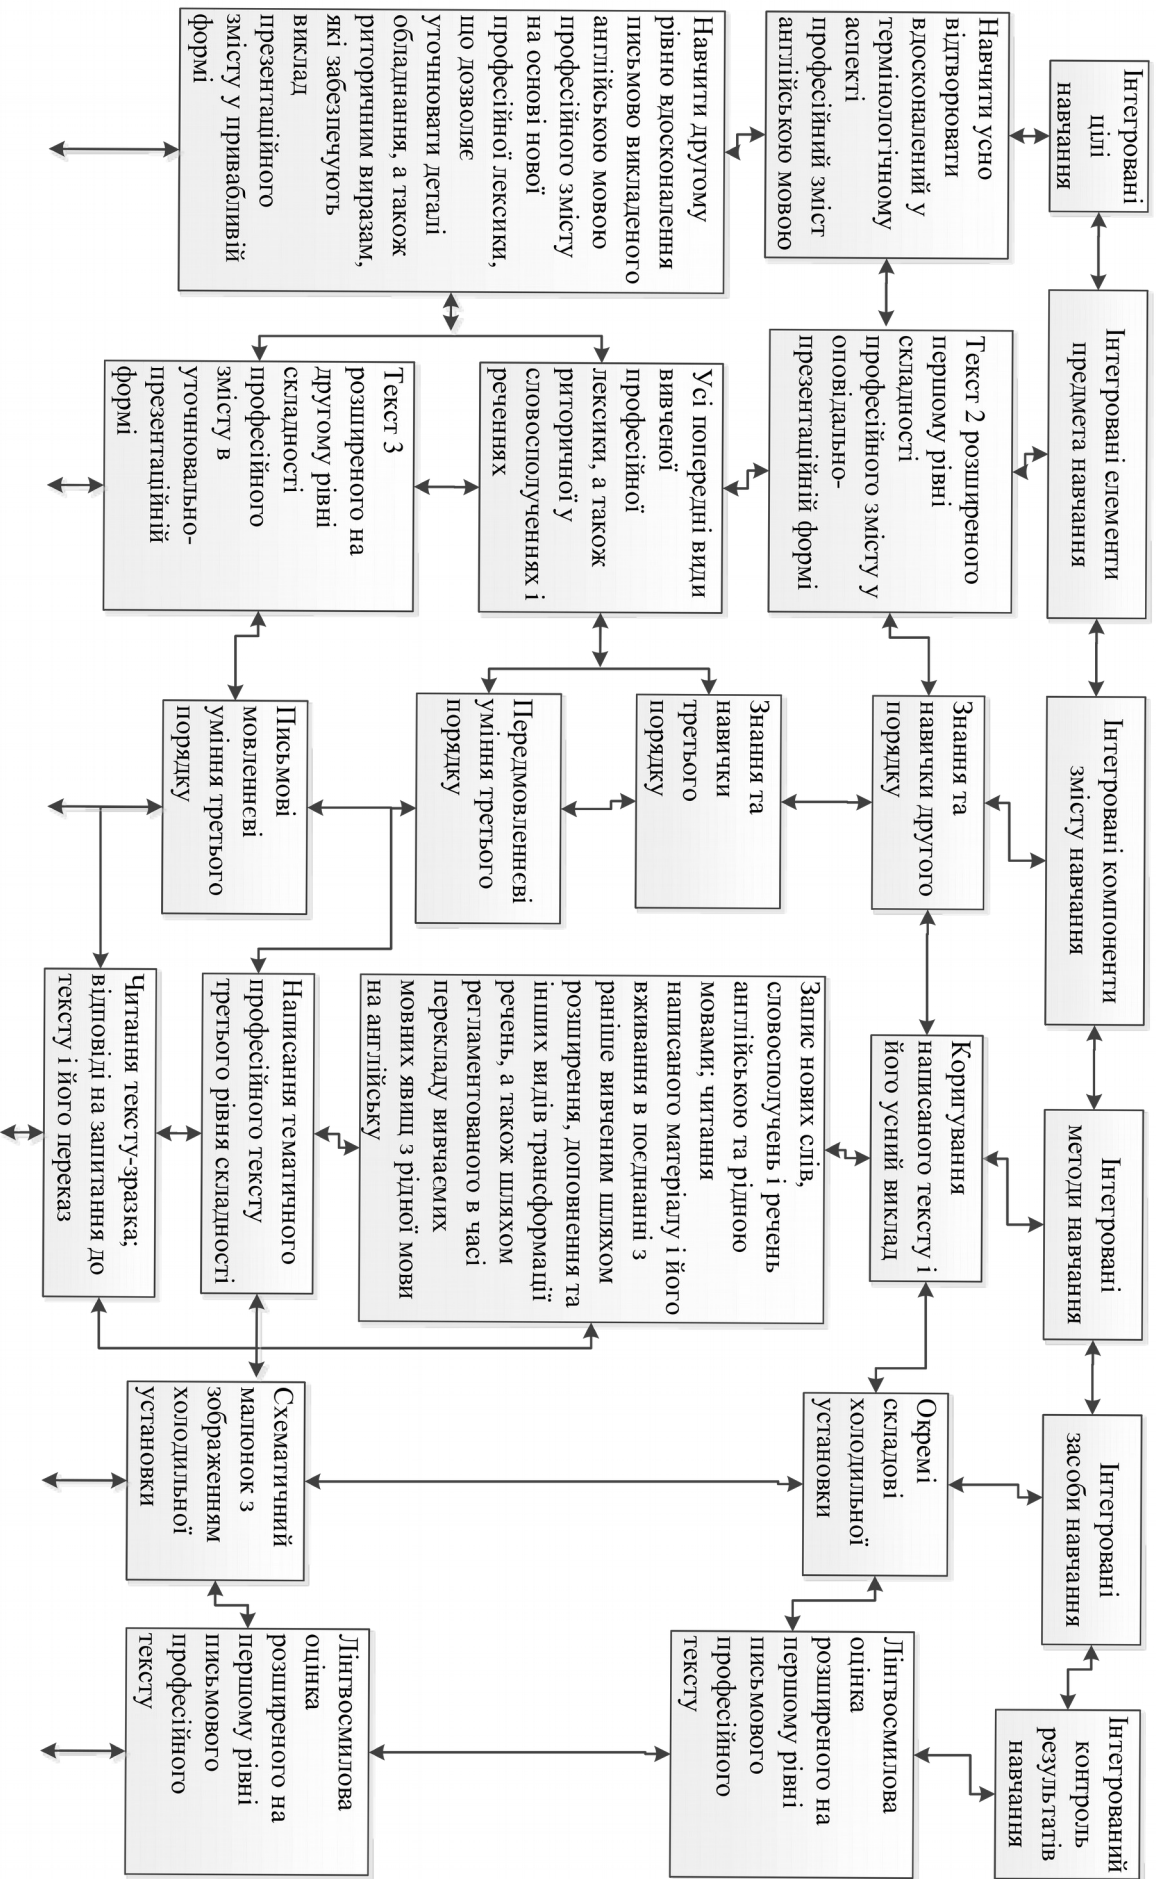 Інтегровані
цілі
навчання
Інтегровані елементи
предмета навчання
Інтегровані компоненти
змісту навчання
Інтегровані
методи навчання
Інтегровані
засоби навчання
Інтегрований
контроль
результатів
навчання
Навчити усно
відтворювати
вдосконалений у
термінологічному
аспекті
професійний зміст
англійською мовою
Текст 2 розширеного
першому рівні
складності
професійного змісту у
оповідально-
презентаційній формі
Знання та
навички другого
порядку
Коригування
написаного тексту і
його усний виклад
Окремі
складові
холодильної
установки
Лінгвосмилова
оцінка
розширеного на
першому рівні
письмового
професійного
тексту
Навчити другому
рівню вдосконалення
письмово викладеного
англійською мовою
професійного змісту
на основі нової
професійної лексики,
що дозволяє
уточнювати деталі
обладнання, а також
риторичним виразам,
які забезпечують
виклад
презентаційного
змісту у привабливій
формі
Усі попередні види
вивченої
професійної
лексики, а також
риторичної у
словосполученнях і
реченнях
Текст 3
розширеного на
другому рівні
складності
професійного
змісту в
уточнювально-
презентаційній
формі
Знання та
навички
третього
порядку
Передмовленнєві
уміння третього
порядку
Письмові
мовленнєві
уміння третього
порядку
Запис нових слів,
словосполучень і речень
англійською та рідною
мовами; читання
написаного матеріалу і його
вживання в поєднанні з
раніше вивченим шляхом
розширення, доповнення та
інших видів трансформації
речень, а також шляхом
регламентованого в часі
перекладу вивчаємих
мовних явищ з рідної мови
на англійську
Написання тематичного
професійного тексту
третього рівня складності
Читання тексту-зразка;
відповіді на запитання до
тексту і його переказ
Схематичний
малюнок з
зображенням
холодильної
установки
Лінгвосмилова
оцінка
розширеного на
першому рівні
письмового
професійного
тексту